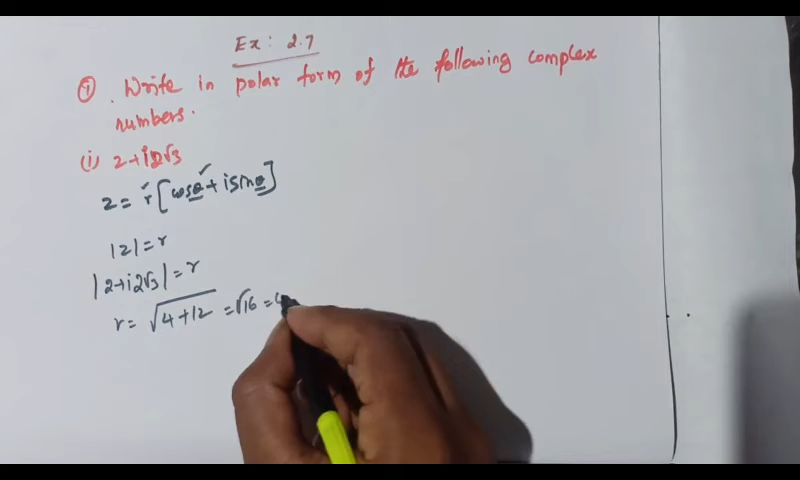 Ex: 2.7
① Write in polar form of the following complex
numbers.
(i) 2+i2√3
z = r[cosθ + isinθ]
|z| = r
|2+i2√3| = r
r = √4+12 = √16 = 4